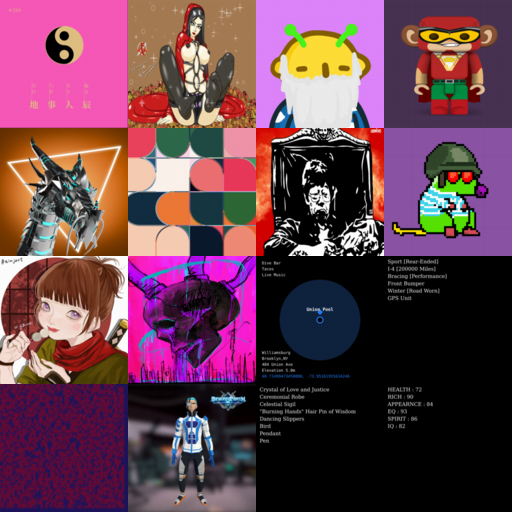 地 事 人 辰
Dive Bar
Tacos
Live Music
Union Pool
Williamsburg
Brooklyn,NY
484 Union Ave
Elevation 5.0m
Sport [Rear-Ended]
I-4 [200000 Miles]
Bracing [Performance]
Front Bumper
Winter [Road Worn]
GPS Unit
Crystal of Love and Justice
Ceremonial Robe
Celestial Sigil
"Burning Hands" Hair Pin of Wisdom
Dancing Slippers
Bird
Pendant
Pen
HEALTH : 72
RICH : 90
APPEARNCE : 84
EQ : 93
SPIRIT : 86
IQ : 82